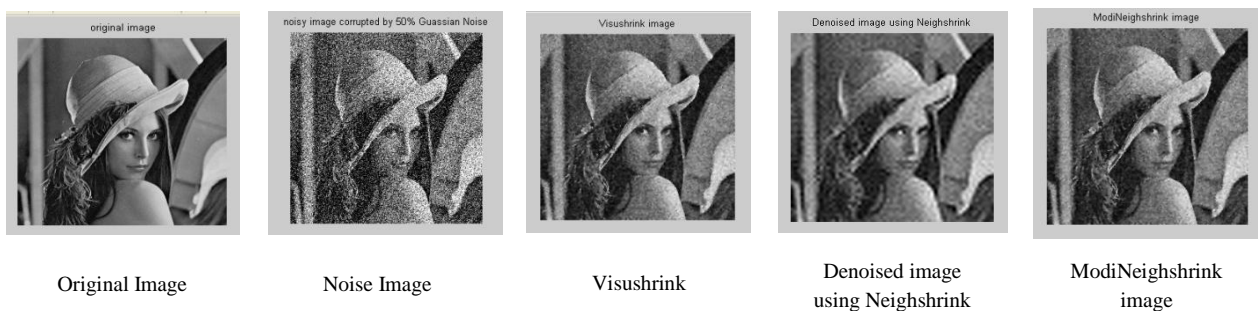 original image
noisy image corrupted by 50% Guassian Noise
Visushrink image
Denoised image using Neighshrink
ModiNeighshrink image
Original Image
Noise Image
Visushrink
Denoised image
using Neighshrink
ModiNeighshrink
image